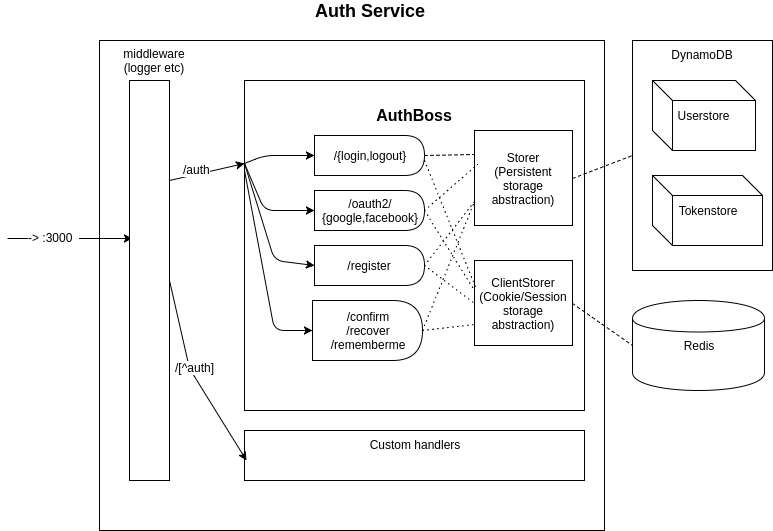 Auth Service
middleware
(logger etc)
DynamoDB
Userstore
Tokenstore
AuthBoss
/{login,logout}
/oauth2/
{google,facebook}
/register
/confirm
/recover
/rememberme
Storer
(Persistent
storage
abstraction)
ClientStorer
(Cookie/Session
storage
abstraction)
/auth
---> :3000
/[^auth]
Redis
Custom handlers